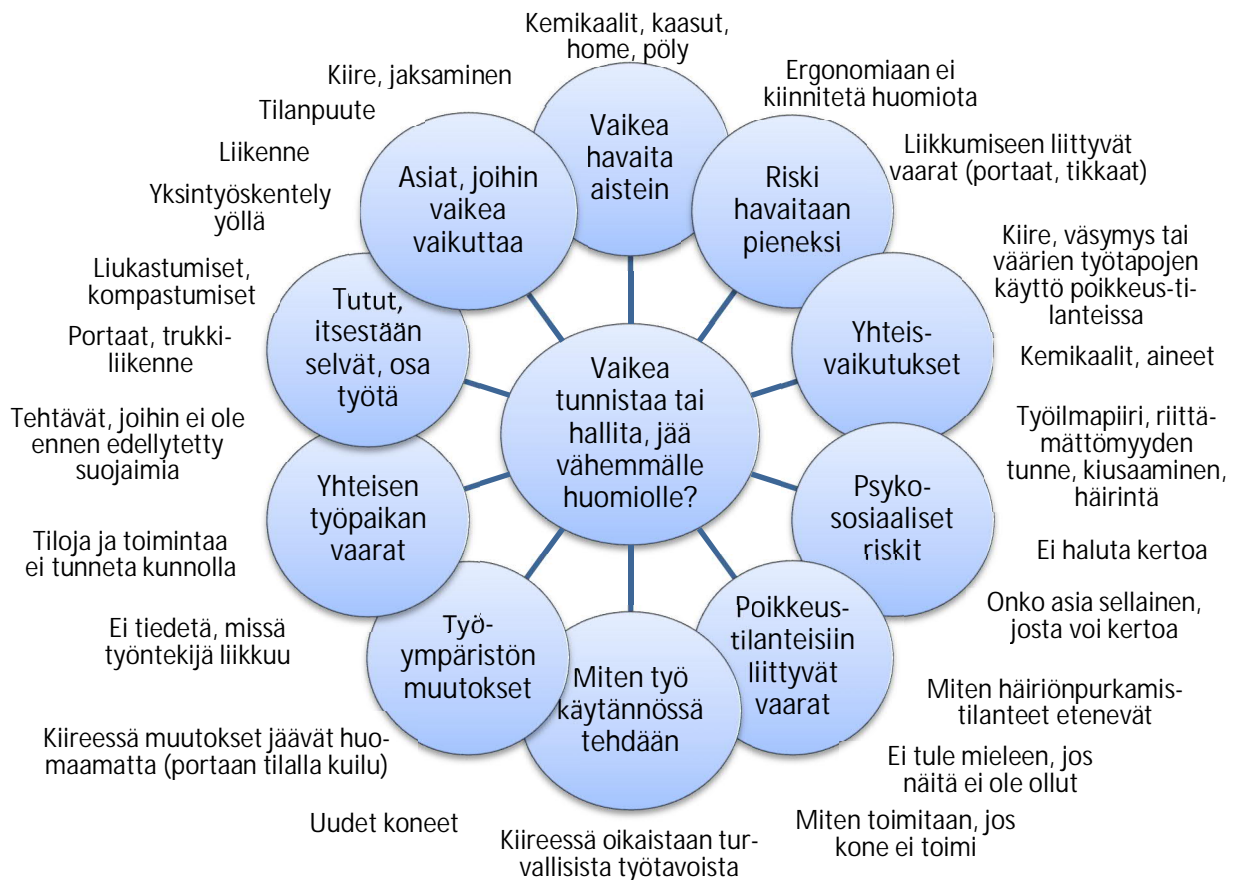 Kemikaalit, kaasut,
home, pöly
Kiire, jaksaminen
Tilanpuute
Liikenne
Yksintyöskentely
yöllä
Ergonomiaan ei
kiinnitetä huomiota
Liikkumiseen liittyvät
vaarat (portaat, tikkaat)
Vaikea
havaita
aistein
Asiat, joihin
vaikea
vaikuttaa
Riski
havaitaan
pieneksi
Kiire, väsymys tai
väärien työtapojen
käyttö poikkeus-ti-
lanteissa
Kemikaalit, aineet
Liukastumiset,
kompastumiset
Portaat, trukki-
liikenne
Tutut,
itsestään
selvät, osa
työtä
Yhteis-
vaikutukset
Vaikea
tunnistaa tai
hallita, jää
vähemmälle
huomiolle?
Tehtävät, joihin ei ole
ennen edellytetty
suojaimia
Tiloja ja toimintaa
ei tunneta kunnolla
Ei tiedetä, missä
työntekijä liikkuu
Yhteisen
työpaikan
vaarat
Psyko-
sosiaaliset
riskit
Työilmapiiri, riittä-
mättömyyden
tunne, kiusaaminen,
häirintä
Ei haluta kertoa
Onko asia sellainen,
josta voi kertoa
Työ-
ympäristön
muutokset
Miten työ
käytännössä
tehdään
Poikkeus-
tilanteisiin
liittyvät
vaarat
Miten häiriönpurkamis-
tilanteet etenevät
Ei tule mieleen, jos
näitä ei ole ollut
Miten toimitaan, jos
kone ei toimi
Kiireessä muutokset jäävät huo-
maamatta (portaan tilalla kuilu)
Uudet koneet
Kiireessä oikaistaan tur-
vallisista työtavoista